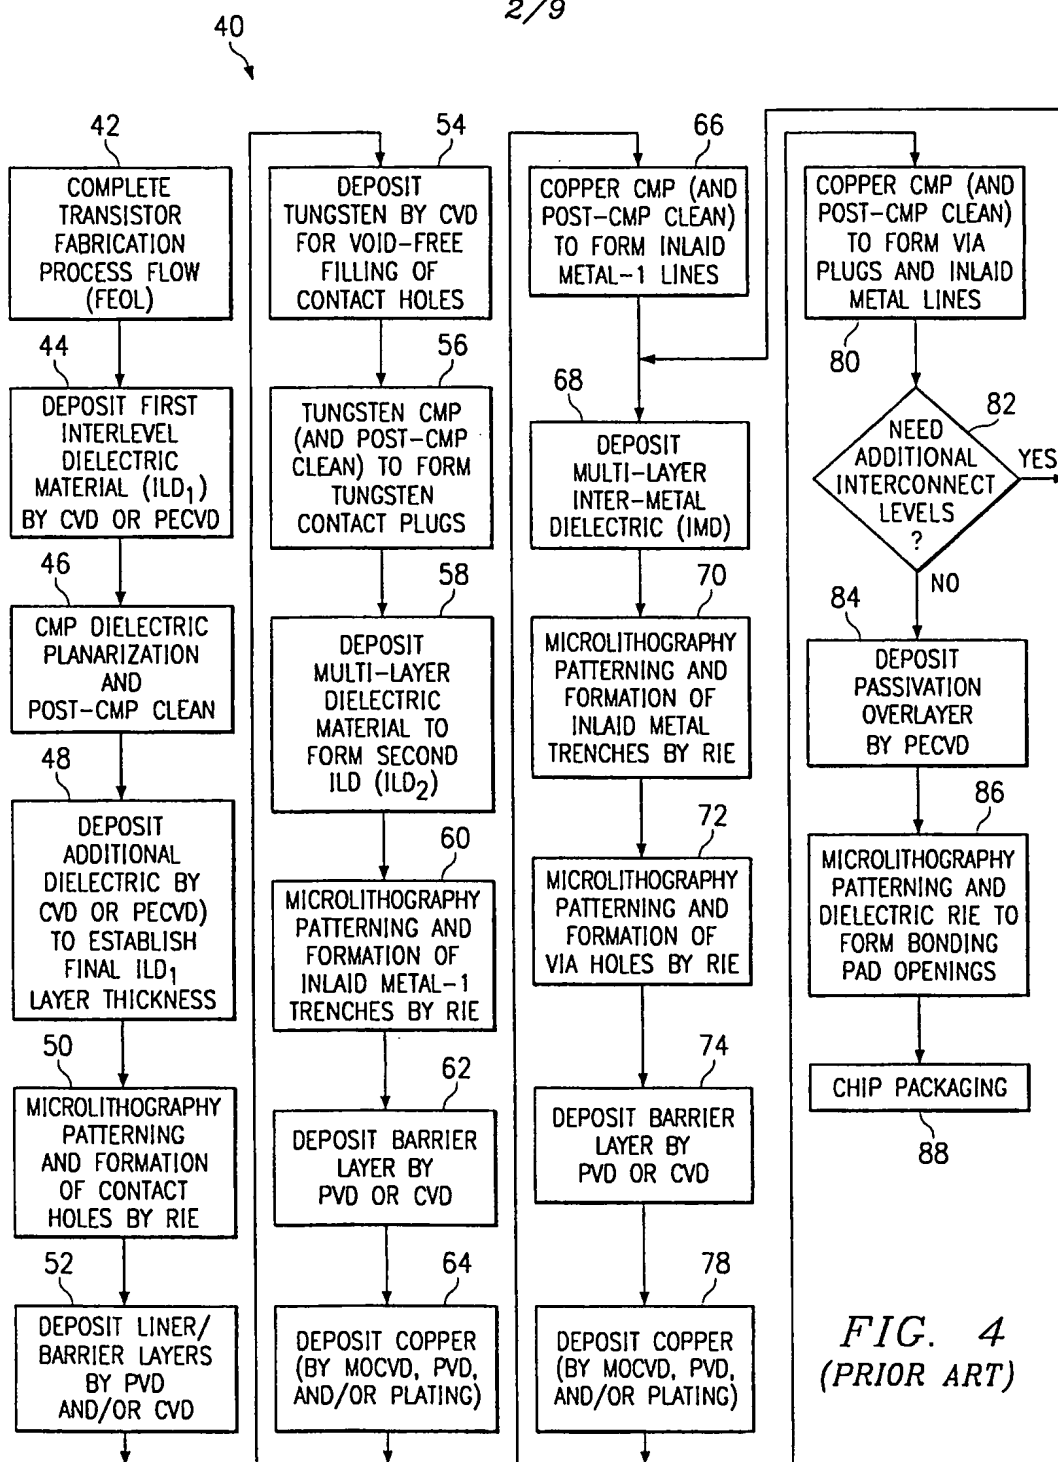 2/9
40
42
COMPLETE
TRANSISTOR
FABRICATION
PROCESS FLOW
(FEOL)
44
DEPOSIT FIRST
INTERLEVEL
DIELECTRIC
MATERIAL (ILD1)
BY CVD OR PECVD
46
CMP DIELECTRIC
PLANARIZATION
AND
POST-CMP CLEAN
48
DEPOSIT
ADDITIONAL
DIELECTRIC BY
CVD OR PECVD)
TO ESTABLISH
FINAL ILD1
LAYER THICKNESS
50
MICROLITHOGRAPHY
PATTERNING
AND FORMATION
OF CONTACT
HOLES BY RIE
52
DEPOSIT LINER/
BARRIER LAYERS
BY PVD
AND/OR CVD
54
DEPOSIT
TUNGSTEN BY CVD
FOR VOID-FREE
FILLING OF
CONTACT HOLES
56
TUNGSTEN CMP
(AND POST-CMP
CLEAN) TO FORM
TUNGSTEN
CONTACT PLUGS
58
DEPOSIT
MULTI-LAYER
DIELECTRIC
MATERIAL TO
FORM SECOND
ILD (ILD2)
60
MICROLITHOGRAPHY
PATTERNING AND
FORMATION OF
INLAID METAL-1
TRENCHES BY RIE
62
DEPOSIT BARRIER
LAYER BY
PVD OR CVD
64
DEPOSIT COPPER
(BY MOCVD, PVD,
AND/OR PLATING)
66
COPPER CMP (AND
POST-CMP CLEAN)
TO FORM INLAID
METAL-1 LINES
68
DEPOSIT
MULTI-LAYER
INTER-METAL
DIELECTRIC (IMD)
70
MICROLITHOGRAPHY
PATTERNING AND
FORMATION OF
INLAID METAL
TRENCHES BY RIE
72
MICROLITHOGRAPHY
PATTERNING AND
FORMATION OF
VIA HOLES BY RIE
74
DEPOSIT BARRIER
LAYER BY
PVD OR CVD
78
DEPOSIT COPPER
(BY MOCVD, PVD,
AND/OR PLATING)
COPPER CMP (AND
POST-CMP CLEAN)
TO FORM VIA
PLUGS AND INLAID
METAL LINES
80
82
NEED
ADDITIONAL
INTERCONNECT
LEVELS
?
YES
NO
84
DEPOSIT
PASSIVATION
OVERLAYER
BY PECVD
86
MICROLITHOGRAPHY
PATTERNING AND
DIELECTRIC RIE TO
FORM BONDING
PAD OPENINGS
CHIP PACKAGING
88
FIG. 4
(PRIOR ART)